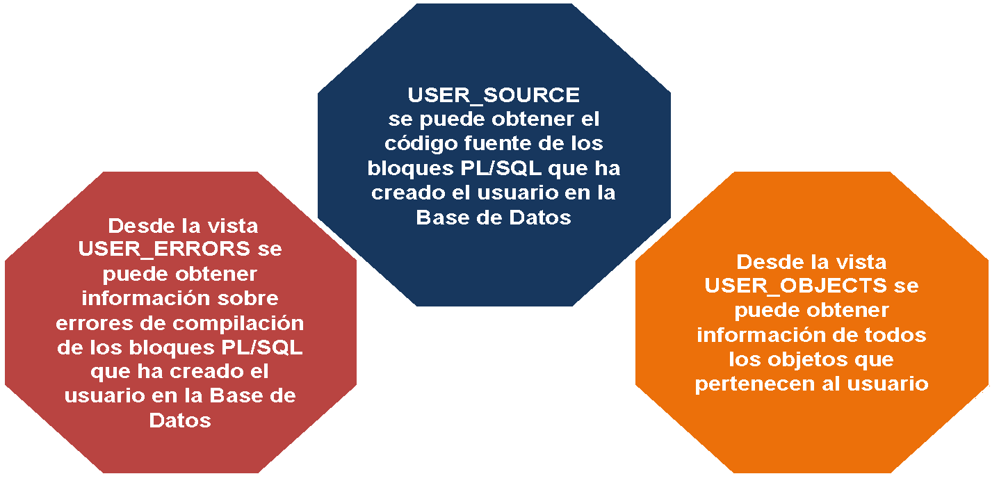 USER_SOURCE
se puede obtener el
código fuente de los
bloques PL/SQL que ha
creado el usuario en la
Base de Datos
Desde la vista
USER_ERRORS se
puede obtener
información sobre
errores de compilación
de los bloques PL/SQL
que ha creado el
usuario en la Base de
Datos
Desde la vista
USER_OBJECTS se
puede obtener
información de todos
los objetos que
pertenecen al usuario